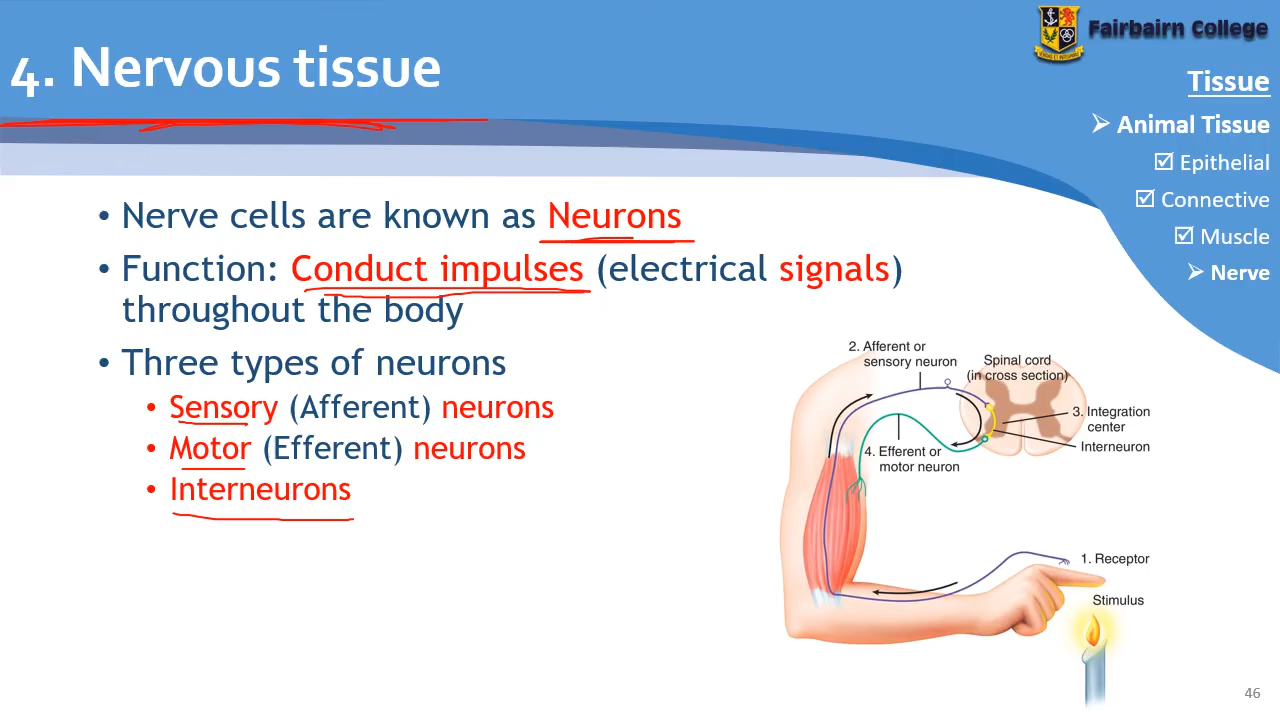 Fairbairn College
4. Nervous tissue
Tissue
➢ Animal Tissue
☑ Epithelial
☑ Connective
☑ Muscle
➢ Nerve
• Nerve cells are known as Neurons
• Function: Conduct impulses (electrical signals)
throughout the body
• Three types of neurons
• Sensory (Afferent) neurons
• Motor (Efferent) neurons
• Interneurons
2. Afferent or
sensory neuron
Spinal cord
(in cross section)
3. Integration
center
Interneuron
4. Efferent or
motor neuron
1. Receptor
Stimulus
46